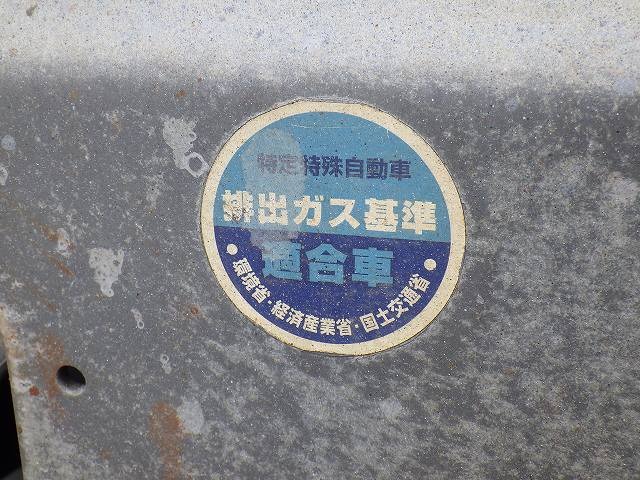 特定特殊自動車
排出ガス基準
適合車
・環境省・経済産業省・国土交通省・